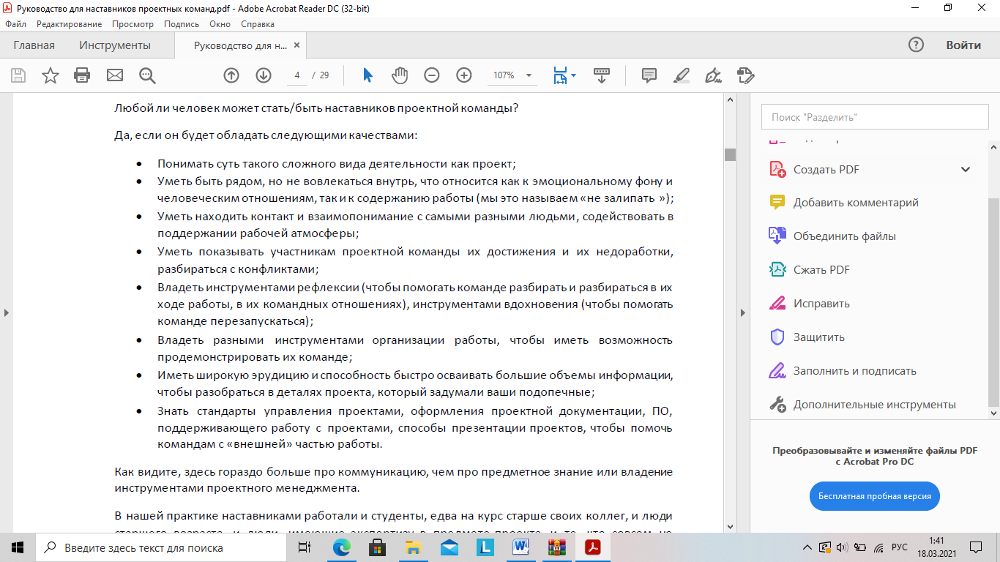 Руководство для наставников проектных команд.pdf - Adobe Acrobat Reader DC (32-bit)
Файл Редактирование Просмотр Подпись Окно Справка
Главная Инструменты Руководство для н... × Войти
4 / 29 107%
Любой ли человек может стать/быть наставников проектной команды?
Да, если он будет обладать следующими качествами:
• Понимать суть такого сложного вида деятельности как проект;
• Уметь быть рядом, но не вовлекаться внутрь, что относится как к эмоциональному фону и
человеческим отношениям, так и к содержанию работы (мы это называем «не залипать »);
• Уметь находить контакт и взаимопонимание с самыми разными людьми, содействовать в
поддержании рабочей атмосферы;
• Уметь показывать участникам проектной команды их достижения и их недоработки,
разбираться с конфликтами;
• Владеть инструментами рефлексии (чтобы помогать команде разбирать и разбираться в их
ходе работы, в их командных отношениях), инструментами вдохновения (чтобы помогать
команде перезапускаться);
• Владеть разными инструментами организации работы, чтобы иметь возможность
продемонстрировать их команде;
• Иметь широкую эрудицию и способность быстро осваивать большие объемы информации,
чтобы разобраться в деталях проекта, который задумали ваши подопечные;
• Знать стандарты управления проектами, оформления проектной документации, ПО,
поддерживающего работу с проектами, способы презентации проектов, чтобы помочь
командам с «внешней» частью работы.
Как видите, здесь гораздо больше про коммуникацию, чем про предметное знание или владение
инструментами проектного менеджмента.
В нашей практике наставниками работали и студенты, едва на курс старше своих коллег, и люди
Поиск "Разделить"
Создать PDF
Добавить комментарий
Объединить файлы
Сжать PDF
Исправить
Защитить
Заполнить и подписать
Дополнительные инструменты
Преобразовывайте и изменяйте файлы PDF
с Acrobat Pro DC
Бесплатная пробная версия
Введите здесь текст для поиска
РУС
1:41
18.03.2021